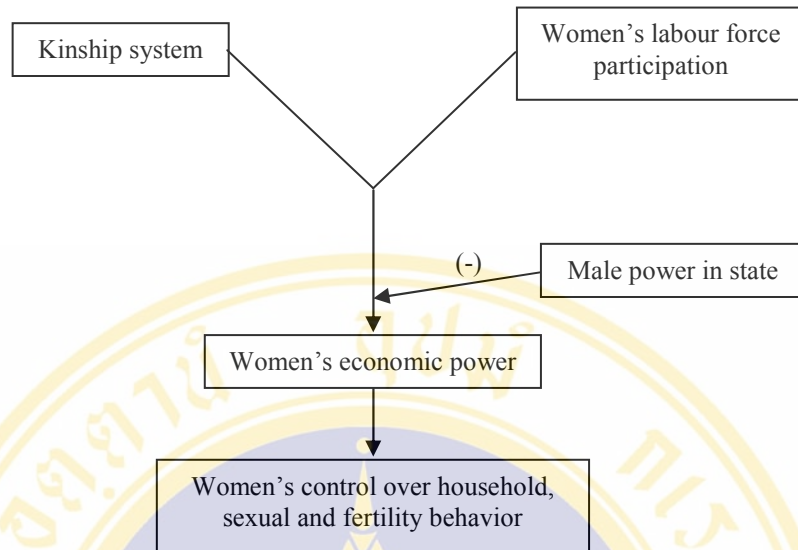 Kinship system
Women’s labour force
participation
(-)
Male power in state
Women’s economic power
Women’s control over household,
sexual and fertility behavior